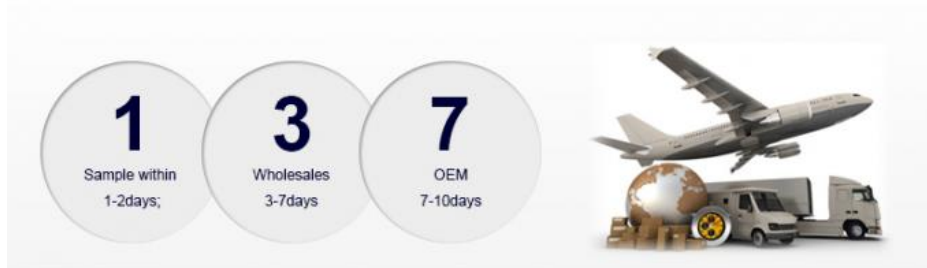 1
Sample within
1-2days;
3
Wholesales
3-7days
7
OEM
7-10days